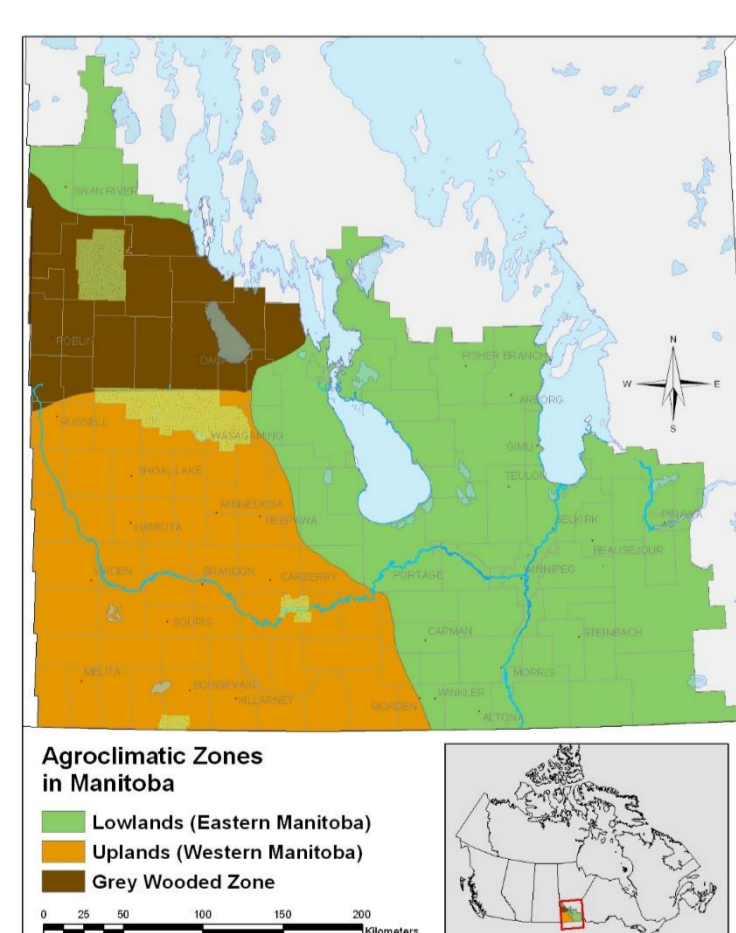 SWAN RIVER
ROBLIN
DAUPHIN
FISHER BRANCH
N
W E
S
ARBORG
RUSSELL
WASAGAMING
GIMLI
SHOAL LAKE
TEULON
MINNEDOSA
NEEPAWA
HAMIOTA
SELKIRK
PINAWA
BEAUSEJOUR
VIRDEN
BRANDON
CARBERRY
PORTAGE
WINNIPEG
SOURIS
CARMAN
STEINBACH
MELITA
MORRIS
BOISSEVAIN
KILLARNEY
MORDEN
WINKLER
ALTONA
Agroclimatic Zones
in Manitoba
Lowlands (Eastern Manitoba)
Uplands (Western Manitoba)
Grey Wooded Zone
0 25 50 100 150 200
Kilometers